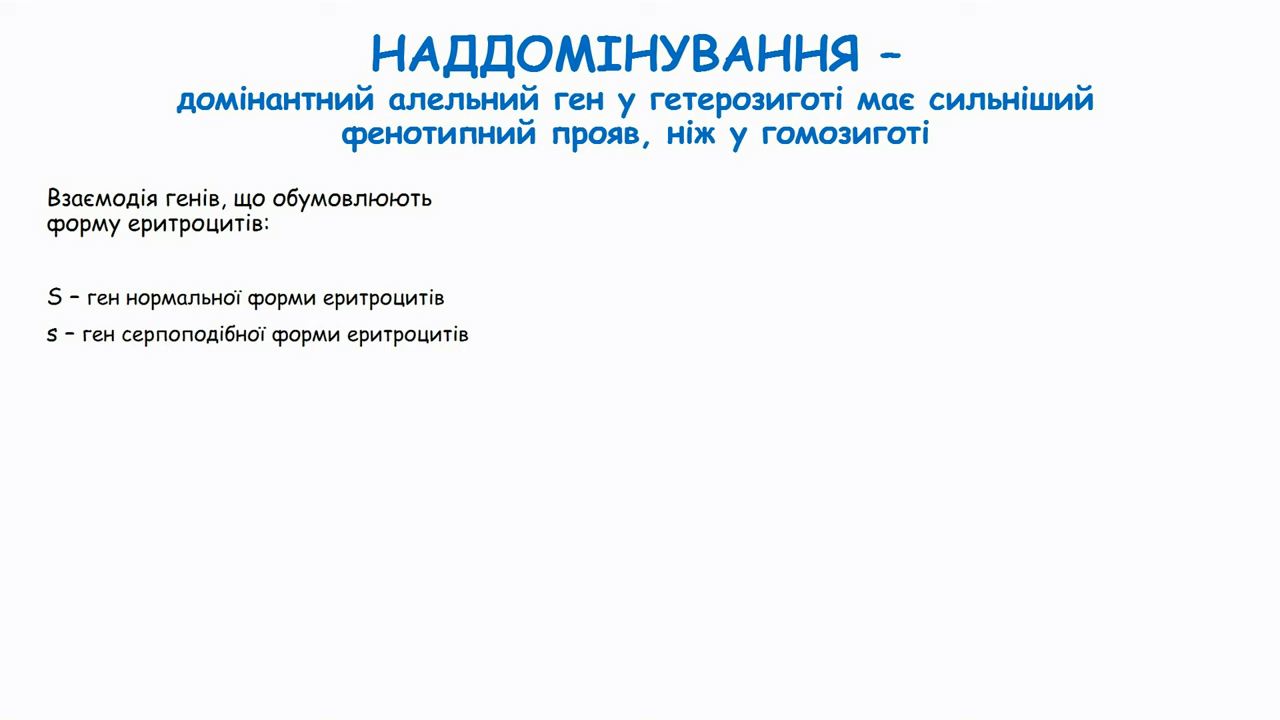 НАДДОМІНУВАННЯ –
домінантний алельний ген у гетерозиготі має сильніший
фенотипний прояв, ніж у гомозиготі
Взаємодія генів, що обумовлюють
форму еритроцитів:
S – ген нормальної форми еритроцитів
s – ген серпоподібної форми еритроцитів